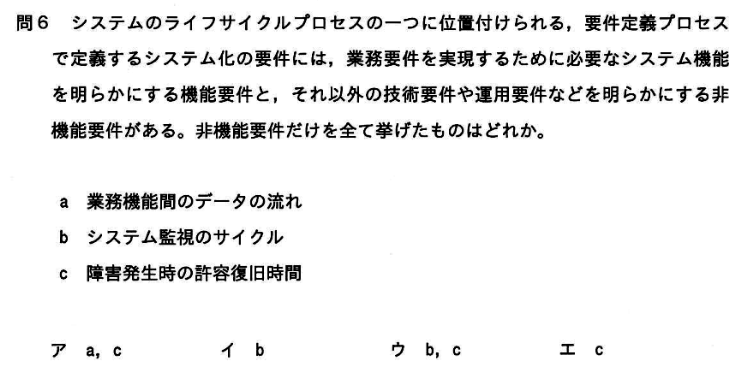 問６　システムのライフサイクルプロセスの一つに位置付けられる，要件定義プロセス
で定義するシステム化の要件には，業務要件を実現するために必要なシステム機能
を明らかにする機能要件と，それ以外の技術要件や運用要件などを明らかにする非
機能要件がある。非機能要件だけを全て挙げたものはどれか。
a　業務機能間のデータの流れ
b　システム監視のサイクル
c　障害発生時の許容復旧時間
ア　a，c　イ　b　ウ　b，c　エ　c